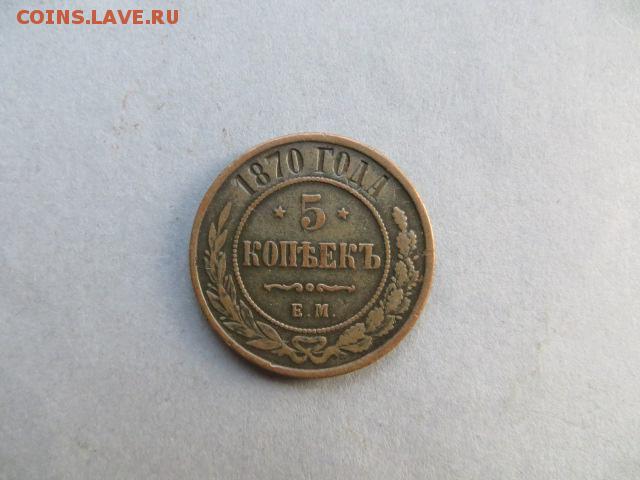 COINS.LAVE.RU
1870 ГОДА
5
КОПѢЕКЪ
Е.М.